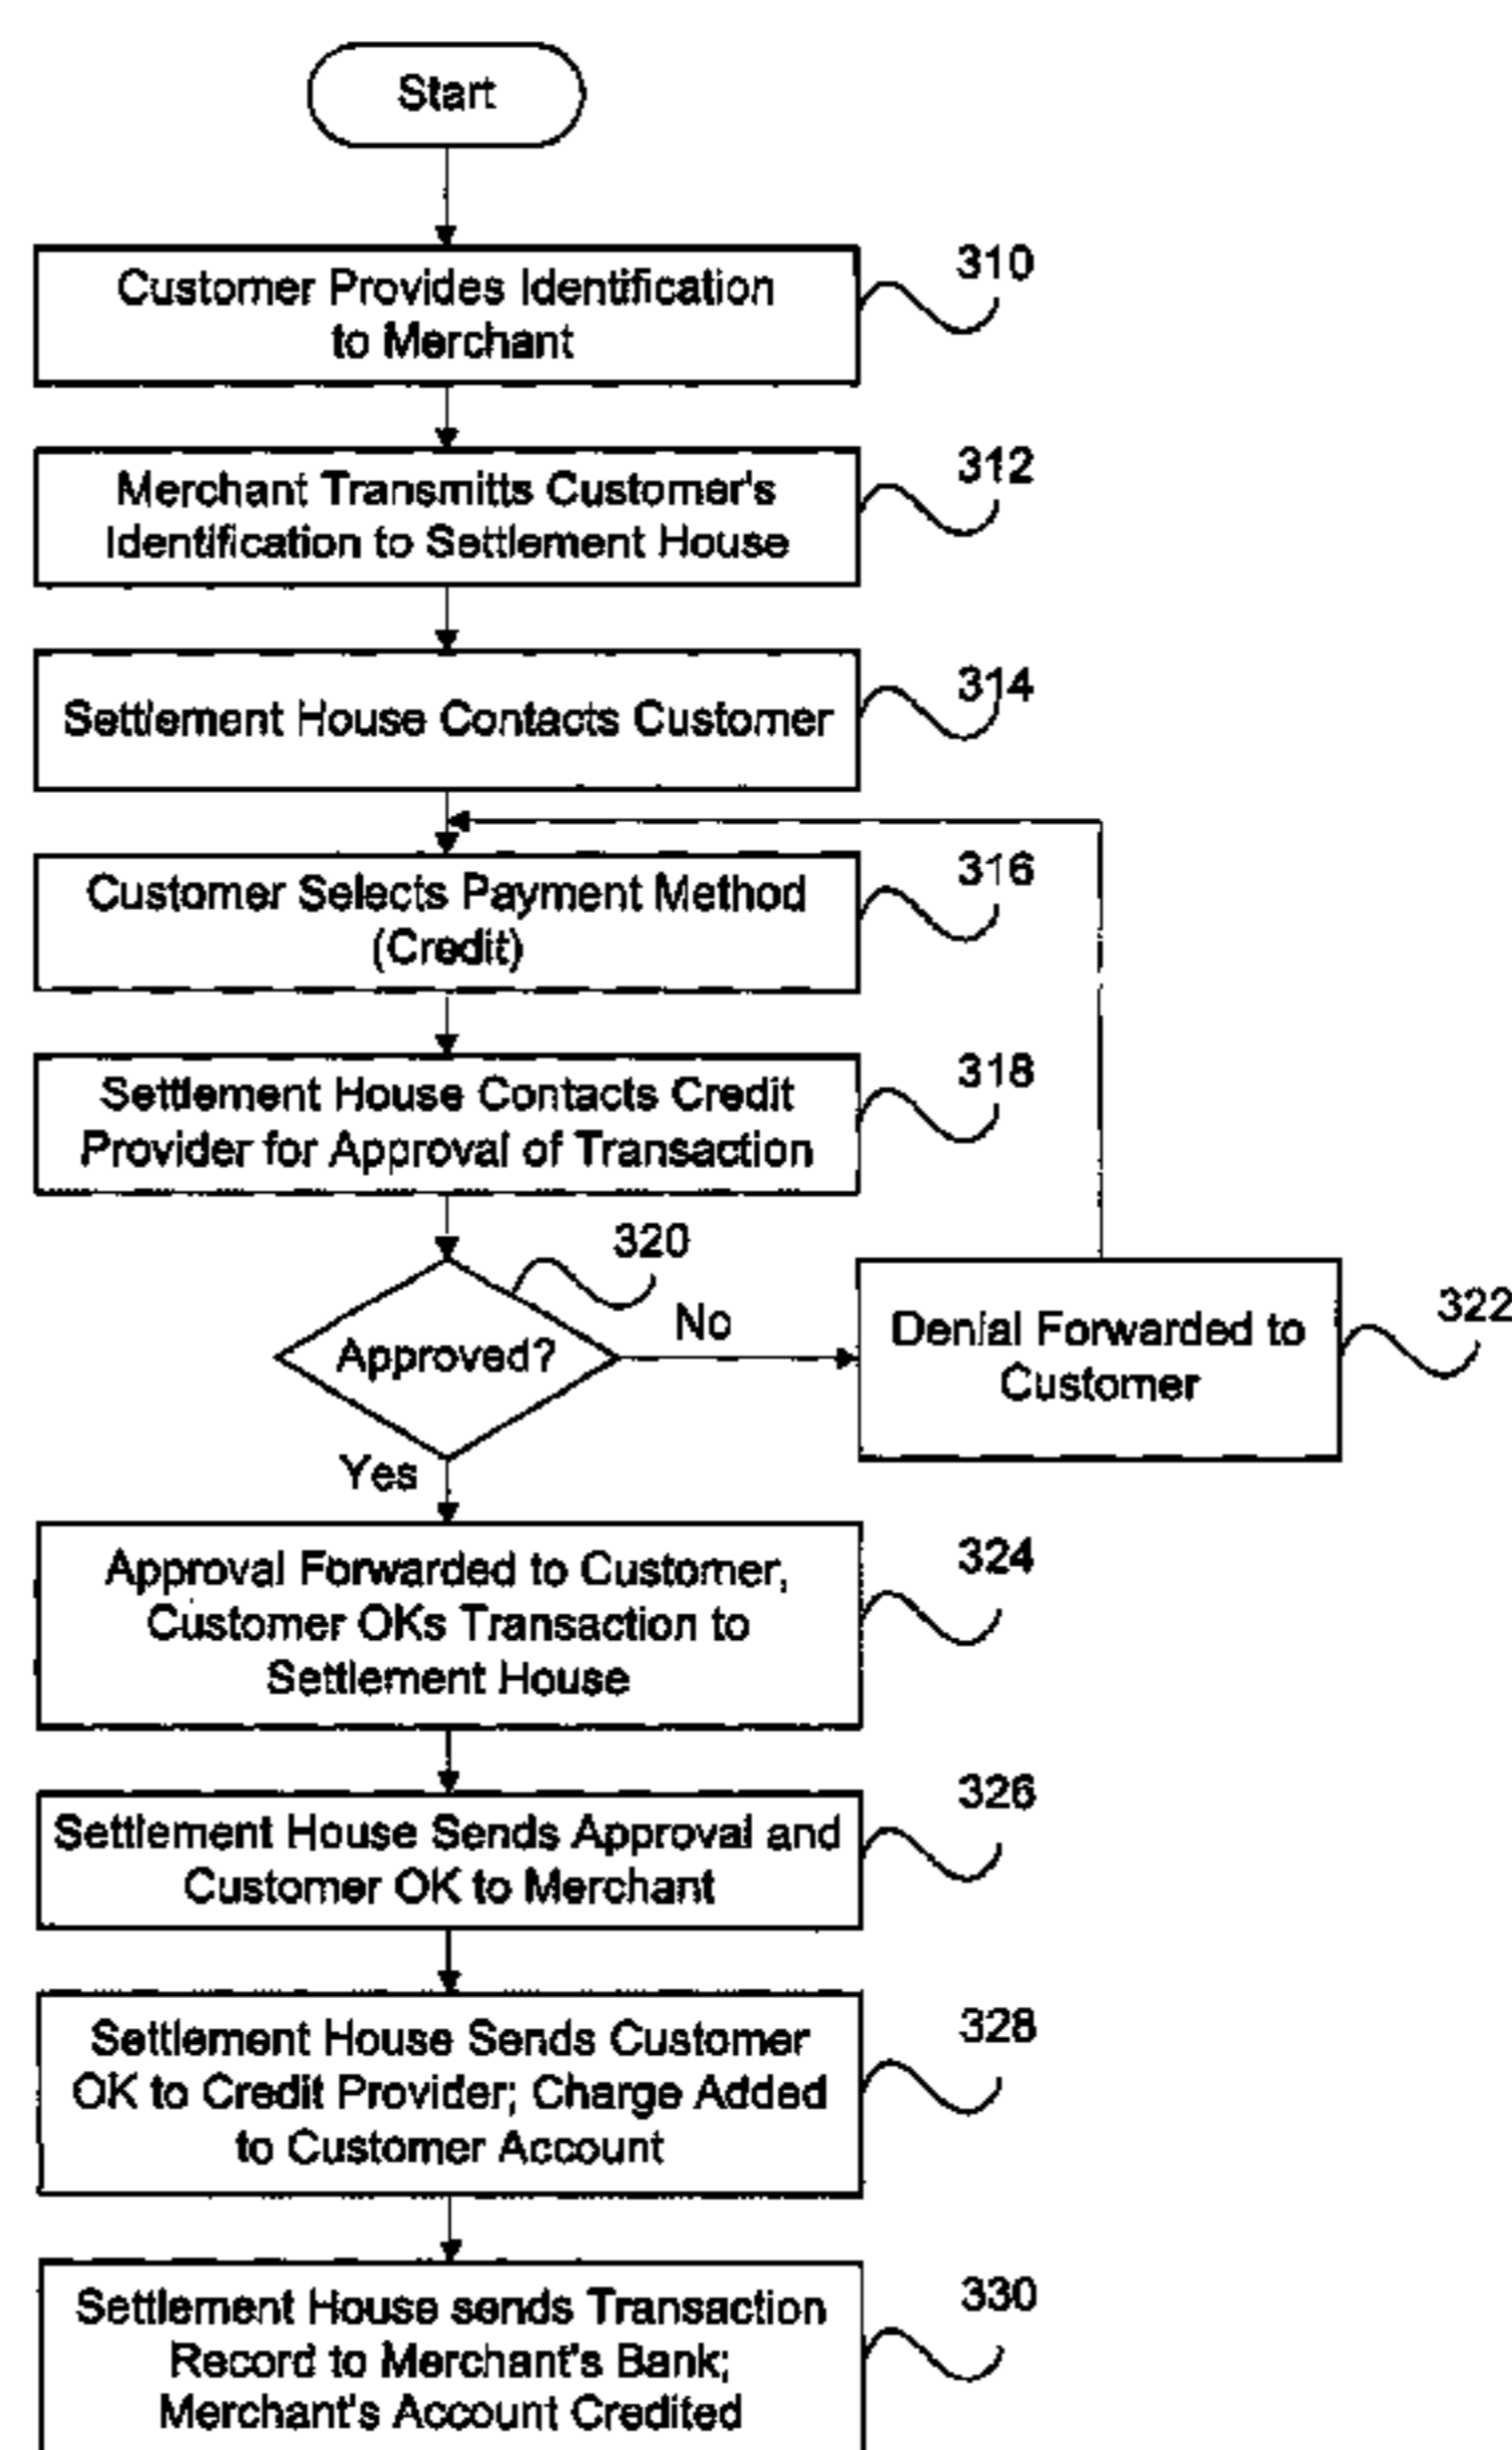 Start
310
Customer Provides Identification
to Merchant
312
Merchant Transmitts Customer's
Identification to Settlement House
314
Settlement House Contacts Customer
316
Customer Selects Payment Method
(Credit)
318
Settlement House Contacts Credit
Provider for Approval of Transaction
320
Approved?
No
322
Denial Forwarded to
Customer
Yes
324
Approval Forwarded to Customer,
Customer OKs Transaction to
Settlement House
326
Settlement House Sends Approval and
Customer OK to Merchant
328
Settlement House Sends Customer
OK to Credit Provider; Charge Added
to Customer Account
330
Settlement House sends Transaction
Record to Merchant's Bank;
Merchant's Account Credited